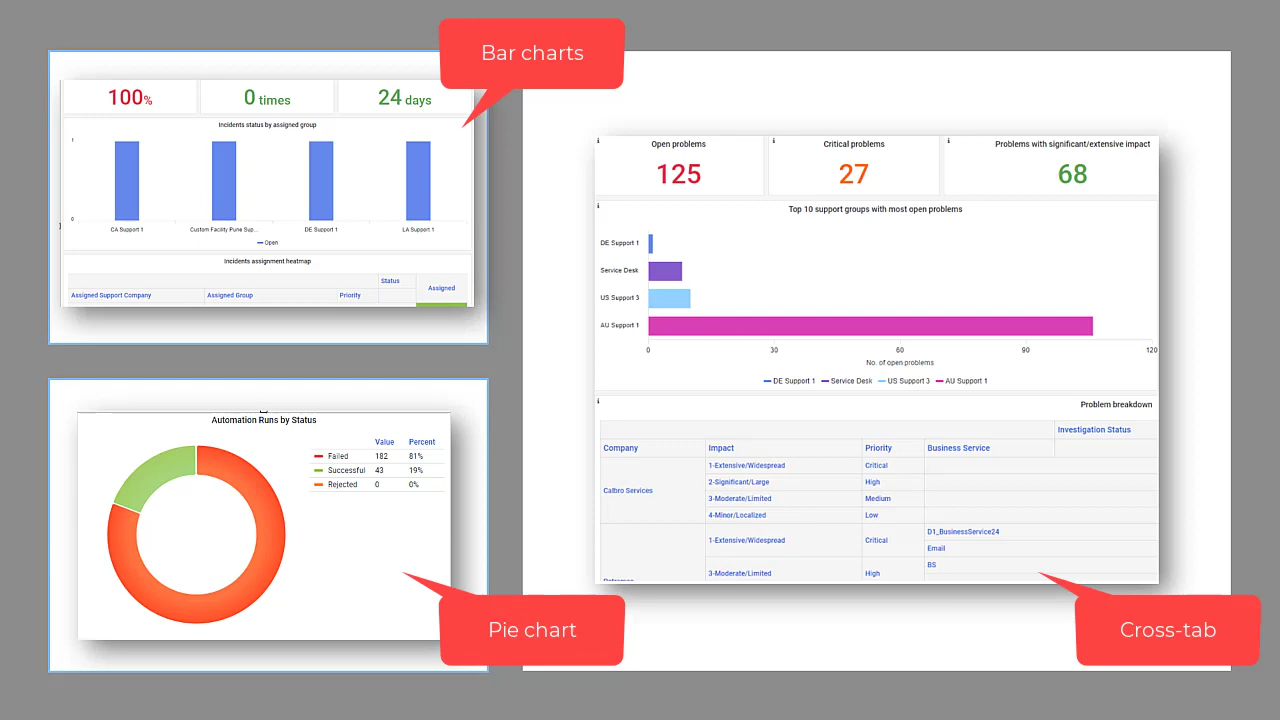 Bar charts
100%
0 times
24 days
Incidents status by assigned group
1
0
CA Support 1
Custom Facility Pune Sup...
DE Support 1
LA Support 1
Open
Incidents assignment heatmap
Status
Assigned
Assigned Support Company
Assigned Group
Priority
Automation Runs by Status
Value Percent
Failed 182 81%
Successful 43 19%
Rejected 0 0%
Pie chart
Open problems
125
Critical problems
27
Problems with significant/extensive impact
68
Top 10 support groups with most open problems
DE Support 1
Service Desk
US Support 3
AU Support 1
0 30 60 90 120
No. of open problems
DE Support 1 Service Desk US Support 3 AU Support 1
Problem breakdown
Investigation Status
Company Impact Priority Business Service
1-Extensive/Widespread Critical
2-Significant/Large High
Calbro Services
3-Moderate/Limited Medium
4-Minor/Localized Low
D1_BusinessService24
1-Extensive/Widespread Critical
Email
BS
3-Moderate/Limited High
Cross-tab